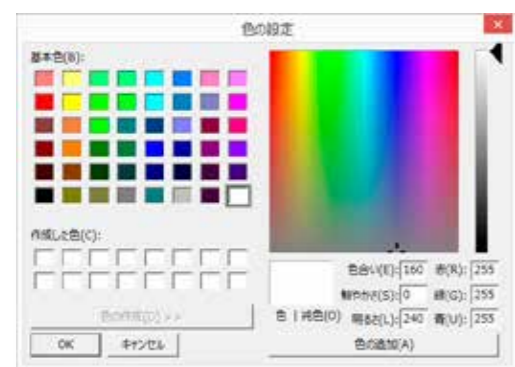 色の設定
基本色(B):
作成した色(C):
色の作成(D) >>
OK
キャンセル
色合い(E): 160
赤(R): 255
鮮やかさ(S): 0
緑(G): 255
色 | 純色(O)
明るさ(L): 240
青(U): 255
色の追加(A)